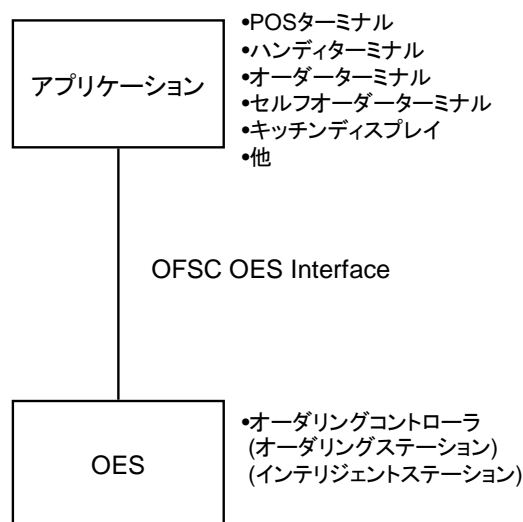 アプリケーション
•POSターミナル
•ハンディターミナル
•オーダーターミナル
•セルフオーダーターミナル
•キッチンディスプレイ
•他
OFSC OES Interface
OES
•オーダリングコントローラ
(オーダリングステーション)
(インテリジェントステーション)